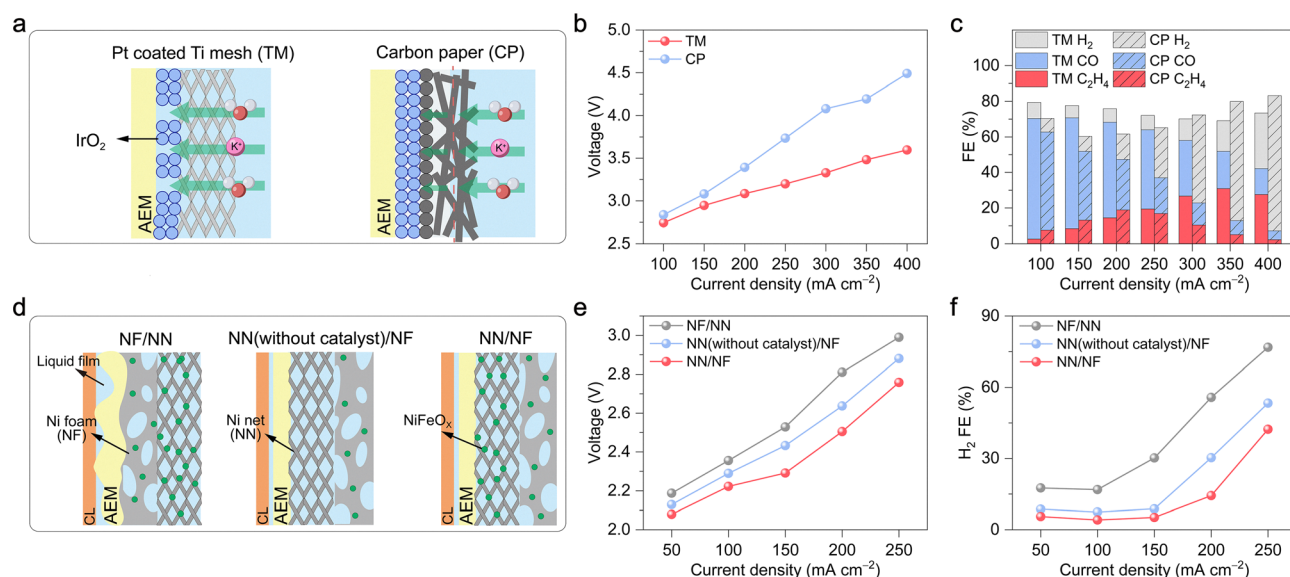 a
Pt coated Ti mesh (TM)
Carbon paper (CP)
IrO₂
AEM
K⁺
AEM
K⁺
b
TM
CP
Voltage (V)
5.0
4.5
4.0
3.5
3.0
2.5
100 150 200 250 300 350 400
Current density (mA cm⁻²)
c
TM H₂ CP H₂
TM CO CP CO
TM C₂H₄ CP C₂H₄
FE (%)
80
60
40
20
0
100 150 200 250 300 350 400
Current density (mA cm⁻²)
d
NF/NN
NN(without catalyst)/NF
NN/NF
Liquid film
Ni foam
(NF)
CL
AEM
Ni net
(NN)
CL
AEM
NiFeOₓ
CL
AEM
e
NF/NN
NN(without catalyst)/NF
NN/NF
Voltage (V)
3.0
2.8
2.6
2.4
2.2
2.0
50 100 150 200 250
Current density (mA cm⁻²)
f
NF/NN
NN(without catalyst)/NF
NN/NF
H₂ FE (%)
90
60
30
0
50 100 150 200 250
Current density (mA cm⁻²)